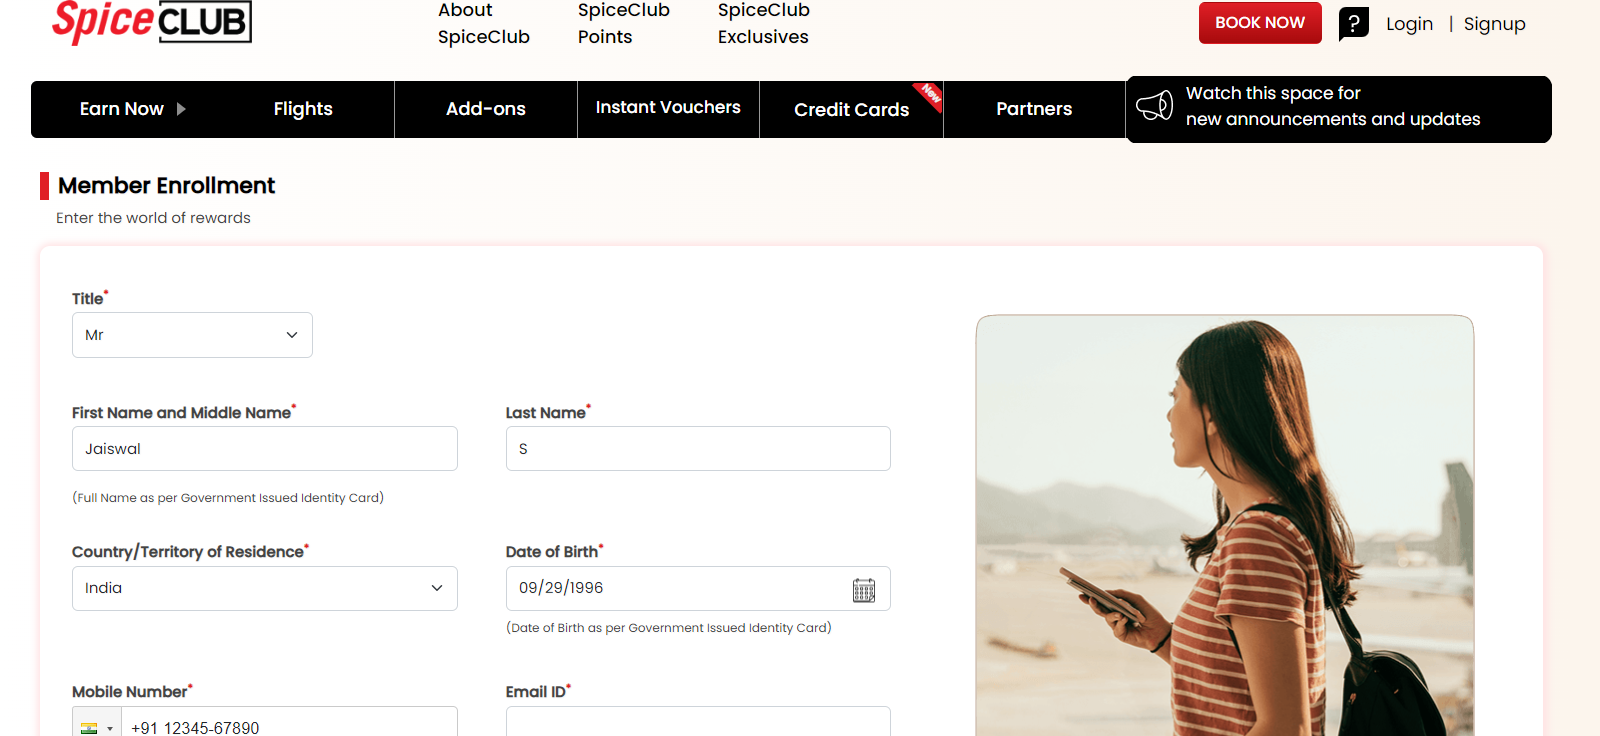 SpiceCLUB
About SpiceClub
SpiceClub Points
SpiceClub Exclusives
BOOK NOW
?
Login | Signup
Earn Now
Flights
Add-ons
Instant Vouchers
Credit Cards
New
Partners
Watch this space for
new announcements and updates
Member Enrollment
Enter the world of rewards
Title*
Mr
First Name and Middle Name*
Jaiswal
(Full Name as per Government Issued Identity Card)
Last Name*
S
Country/Territory of Residence*
India
Date of Birth*
09/29/1996
(Date of Birth as per Government Issued Identity Card)
Mobile Number*
+91 12345-67890
Email ID*